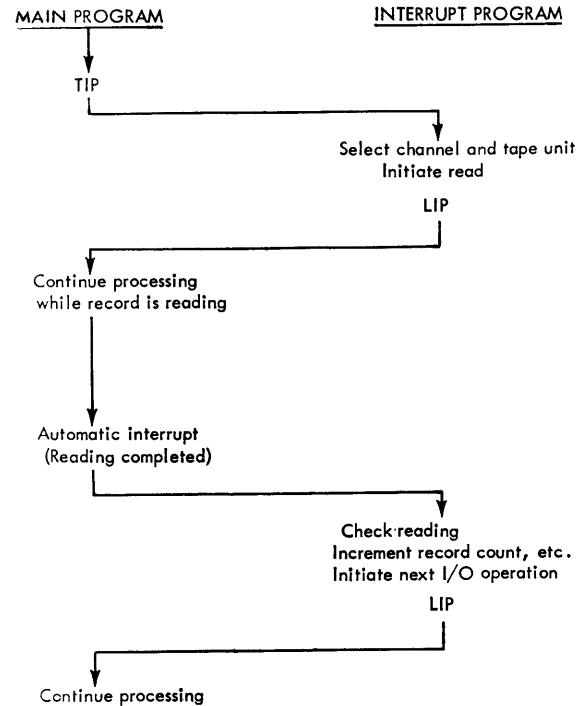 MAIN PROGRAM
INTERRUPT PROGRAM
TIP
Select channel and tape unit
Initiate read
LIP
Continue processing
while record is reading
Automatic interrupt
(Reading completed)
Check reading
Increment record count, etc.
Initiate next I/O operation
LIP
Continue processing